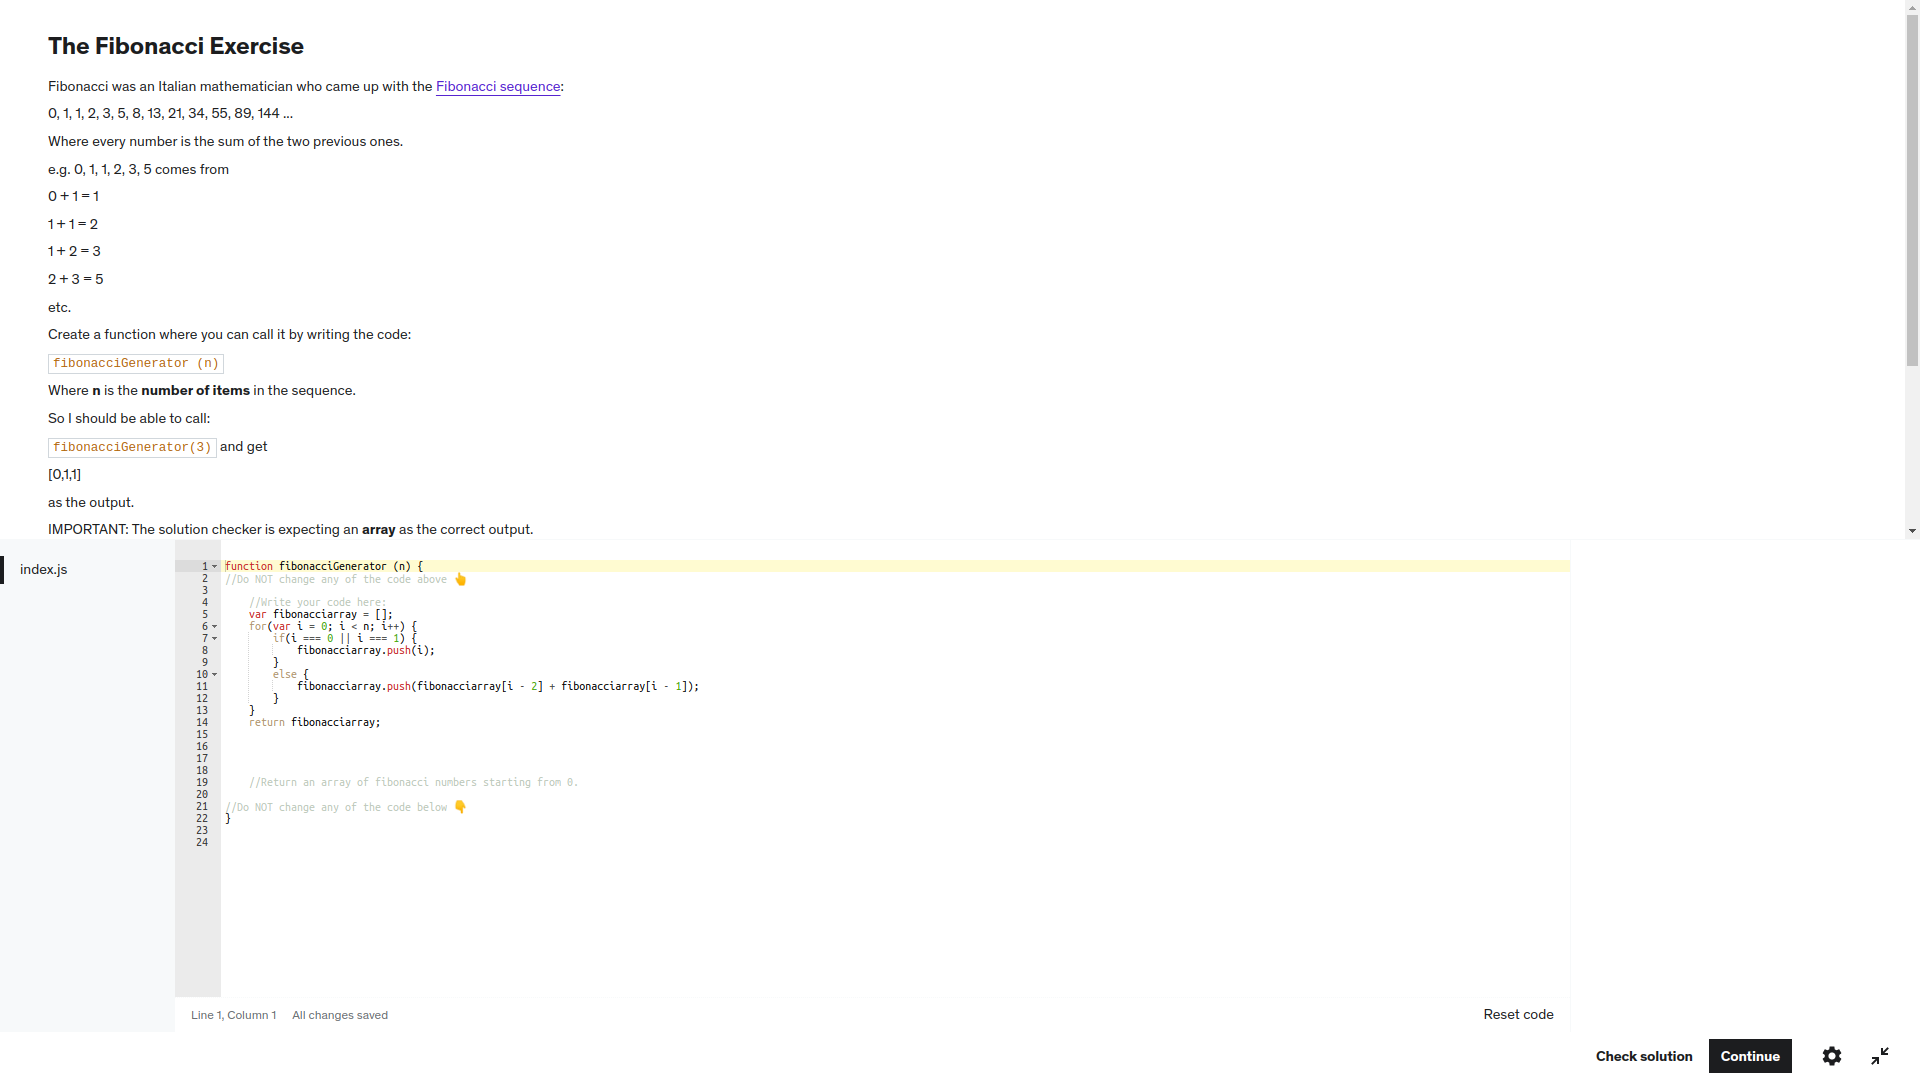 The Fibonacci Exercise
Fibonacci was an Italian mathematician who came up with the Fibonacci sequence:
0, 1, 1, 2, 3, 5, 8, 13, 21, 34, 55, 89, 144 ...
Where every number is the sum of the two previous ones.
e.g. 0, 1, 1, 2, 3, 5 comes from
0 + 1 = 1
1 + 1 = 2
1 + 2 = 3
2 + 3 = 5
etc.
Create a function where you can call it by writing the code:
fibonacciGenerator (n)
Where n is the number of items in the sequence.
So I should be able to call:
fibonacciGenerator(3) and get
[0,1,1]
as the output.
IMPORTANT: The solution checker is expecting an array as the correct output.
index.js
1 function fibonacciGenerator (n) {
2 //Do NOT change any of the code above 👆
3
4     //Write your code here:
5     var fibonacciarray = [];
6     for(var i = 0; i < n; i++) {
7         if(i === 0 || i === 1) {
8             fibonacciarray.push(i);
9         }
10         else {
11             fibonacciarray.push(fibonacciarray[i - 2] + fibonacciarray[i - 1]);
12         }
13     }
14     return fibonacciarray;
15
16
17
18
19     //Return an array of fibonacci numbers starting from 0.
20
21 //Do NOT change any of the code below 👇
22 }
23
24
Line 1, Column 1 All changes saved
Reset code
Check solution Continue